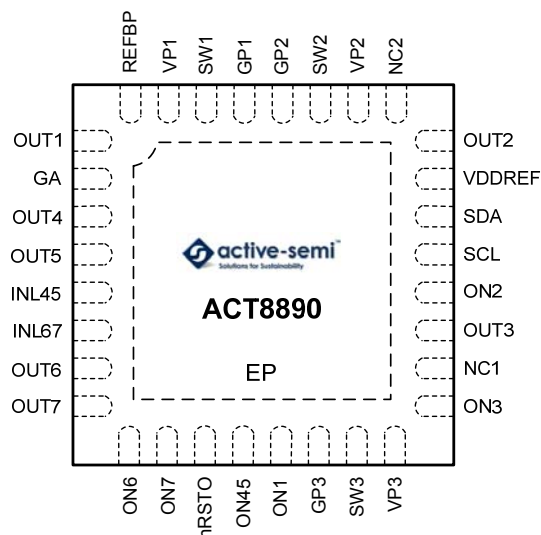 REFBP
VP1
SW1
GP1
GP2
SW2
VP2
NC2
OUT1
GA
OUT4
OUT5
INL45
INL67
OUT6
OUT7
active-semi™
Solutions for Sustainability
ACT8890
EP
OUT2
VDDREF
SDA
SCL
ON2
OUT3
NC1
ON3
ON6
ON7
nRSTO
ON45
ON1
GP3
SW3
VP3